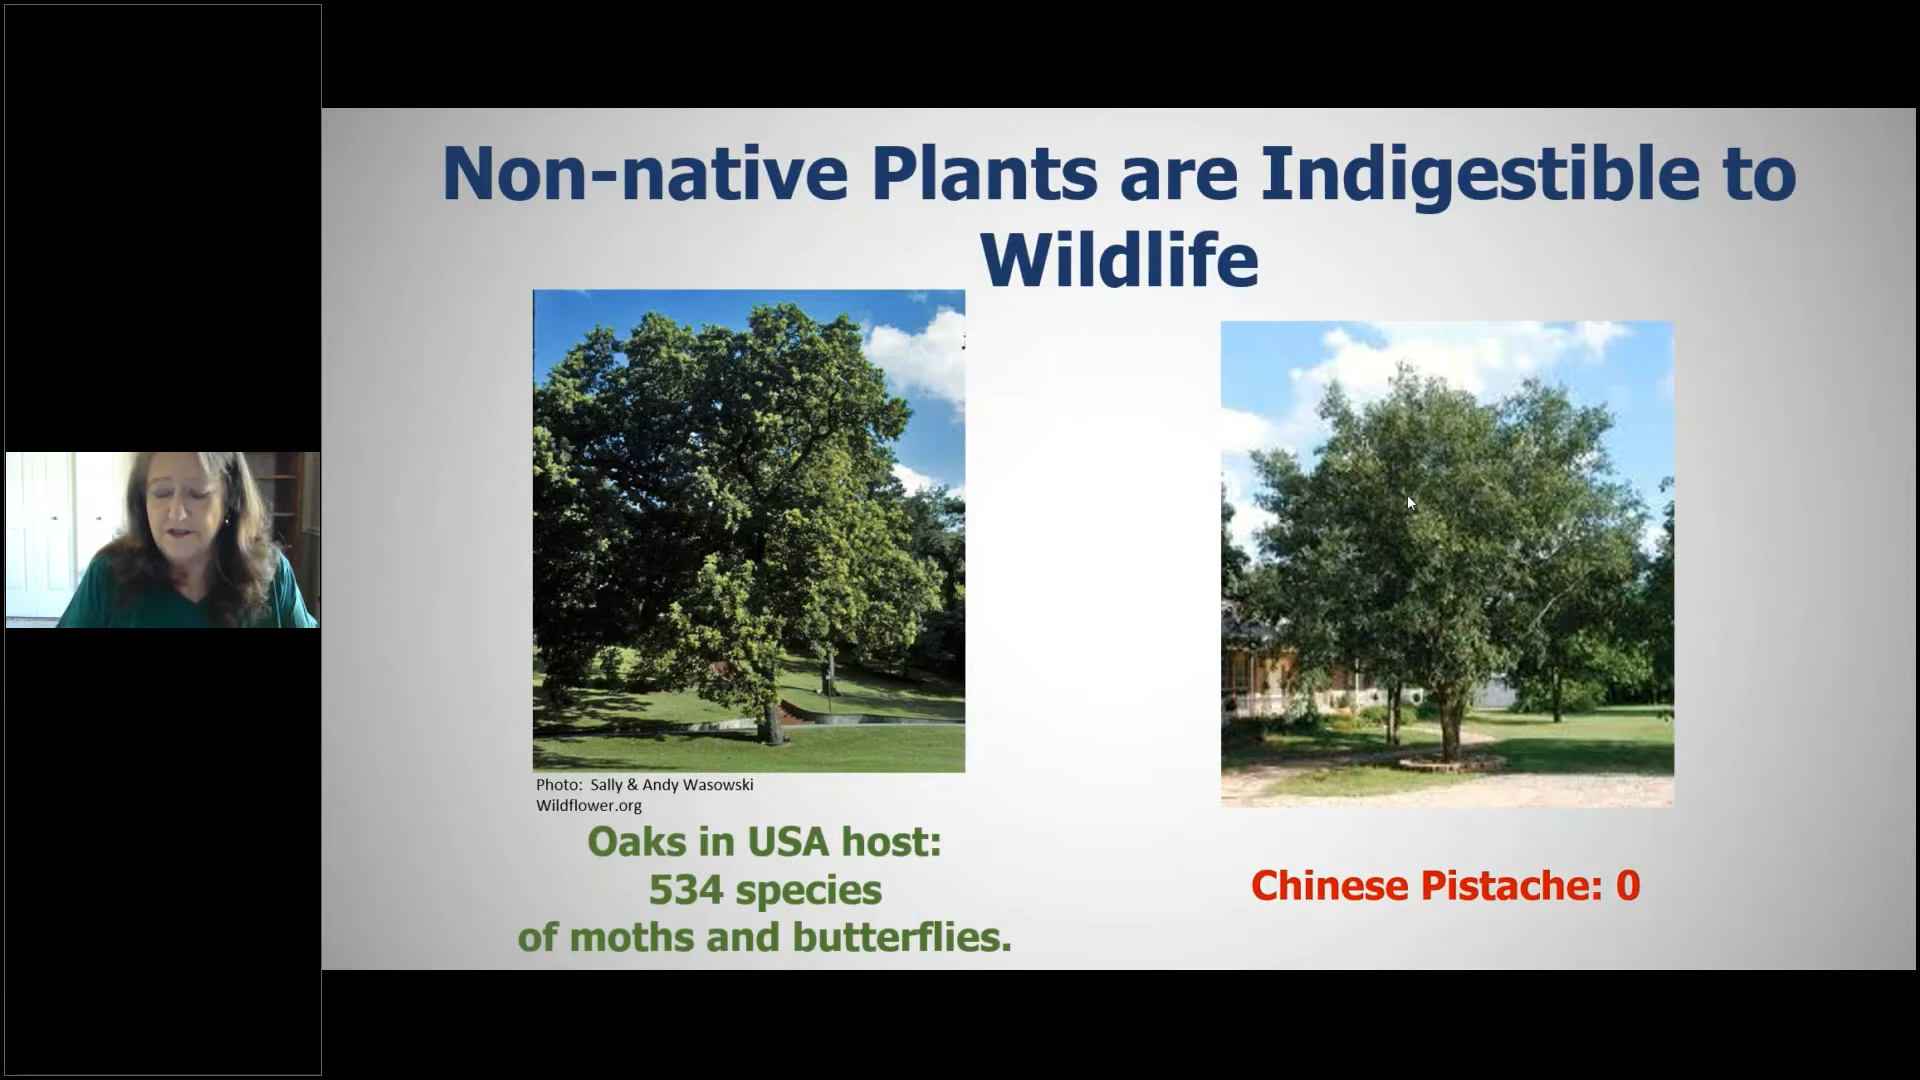 Non-native Plants are Indigestible to
Wildlife
Photo: Sally & Andy Wasowski
Wildflower.org
Oaks in USA host:
534 species
of moths and butterflies.
Chinese Pistache: 0